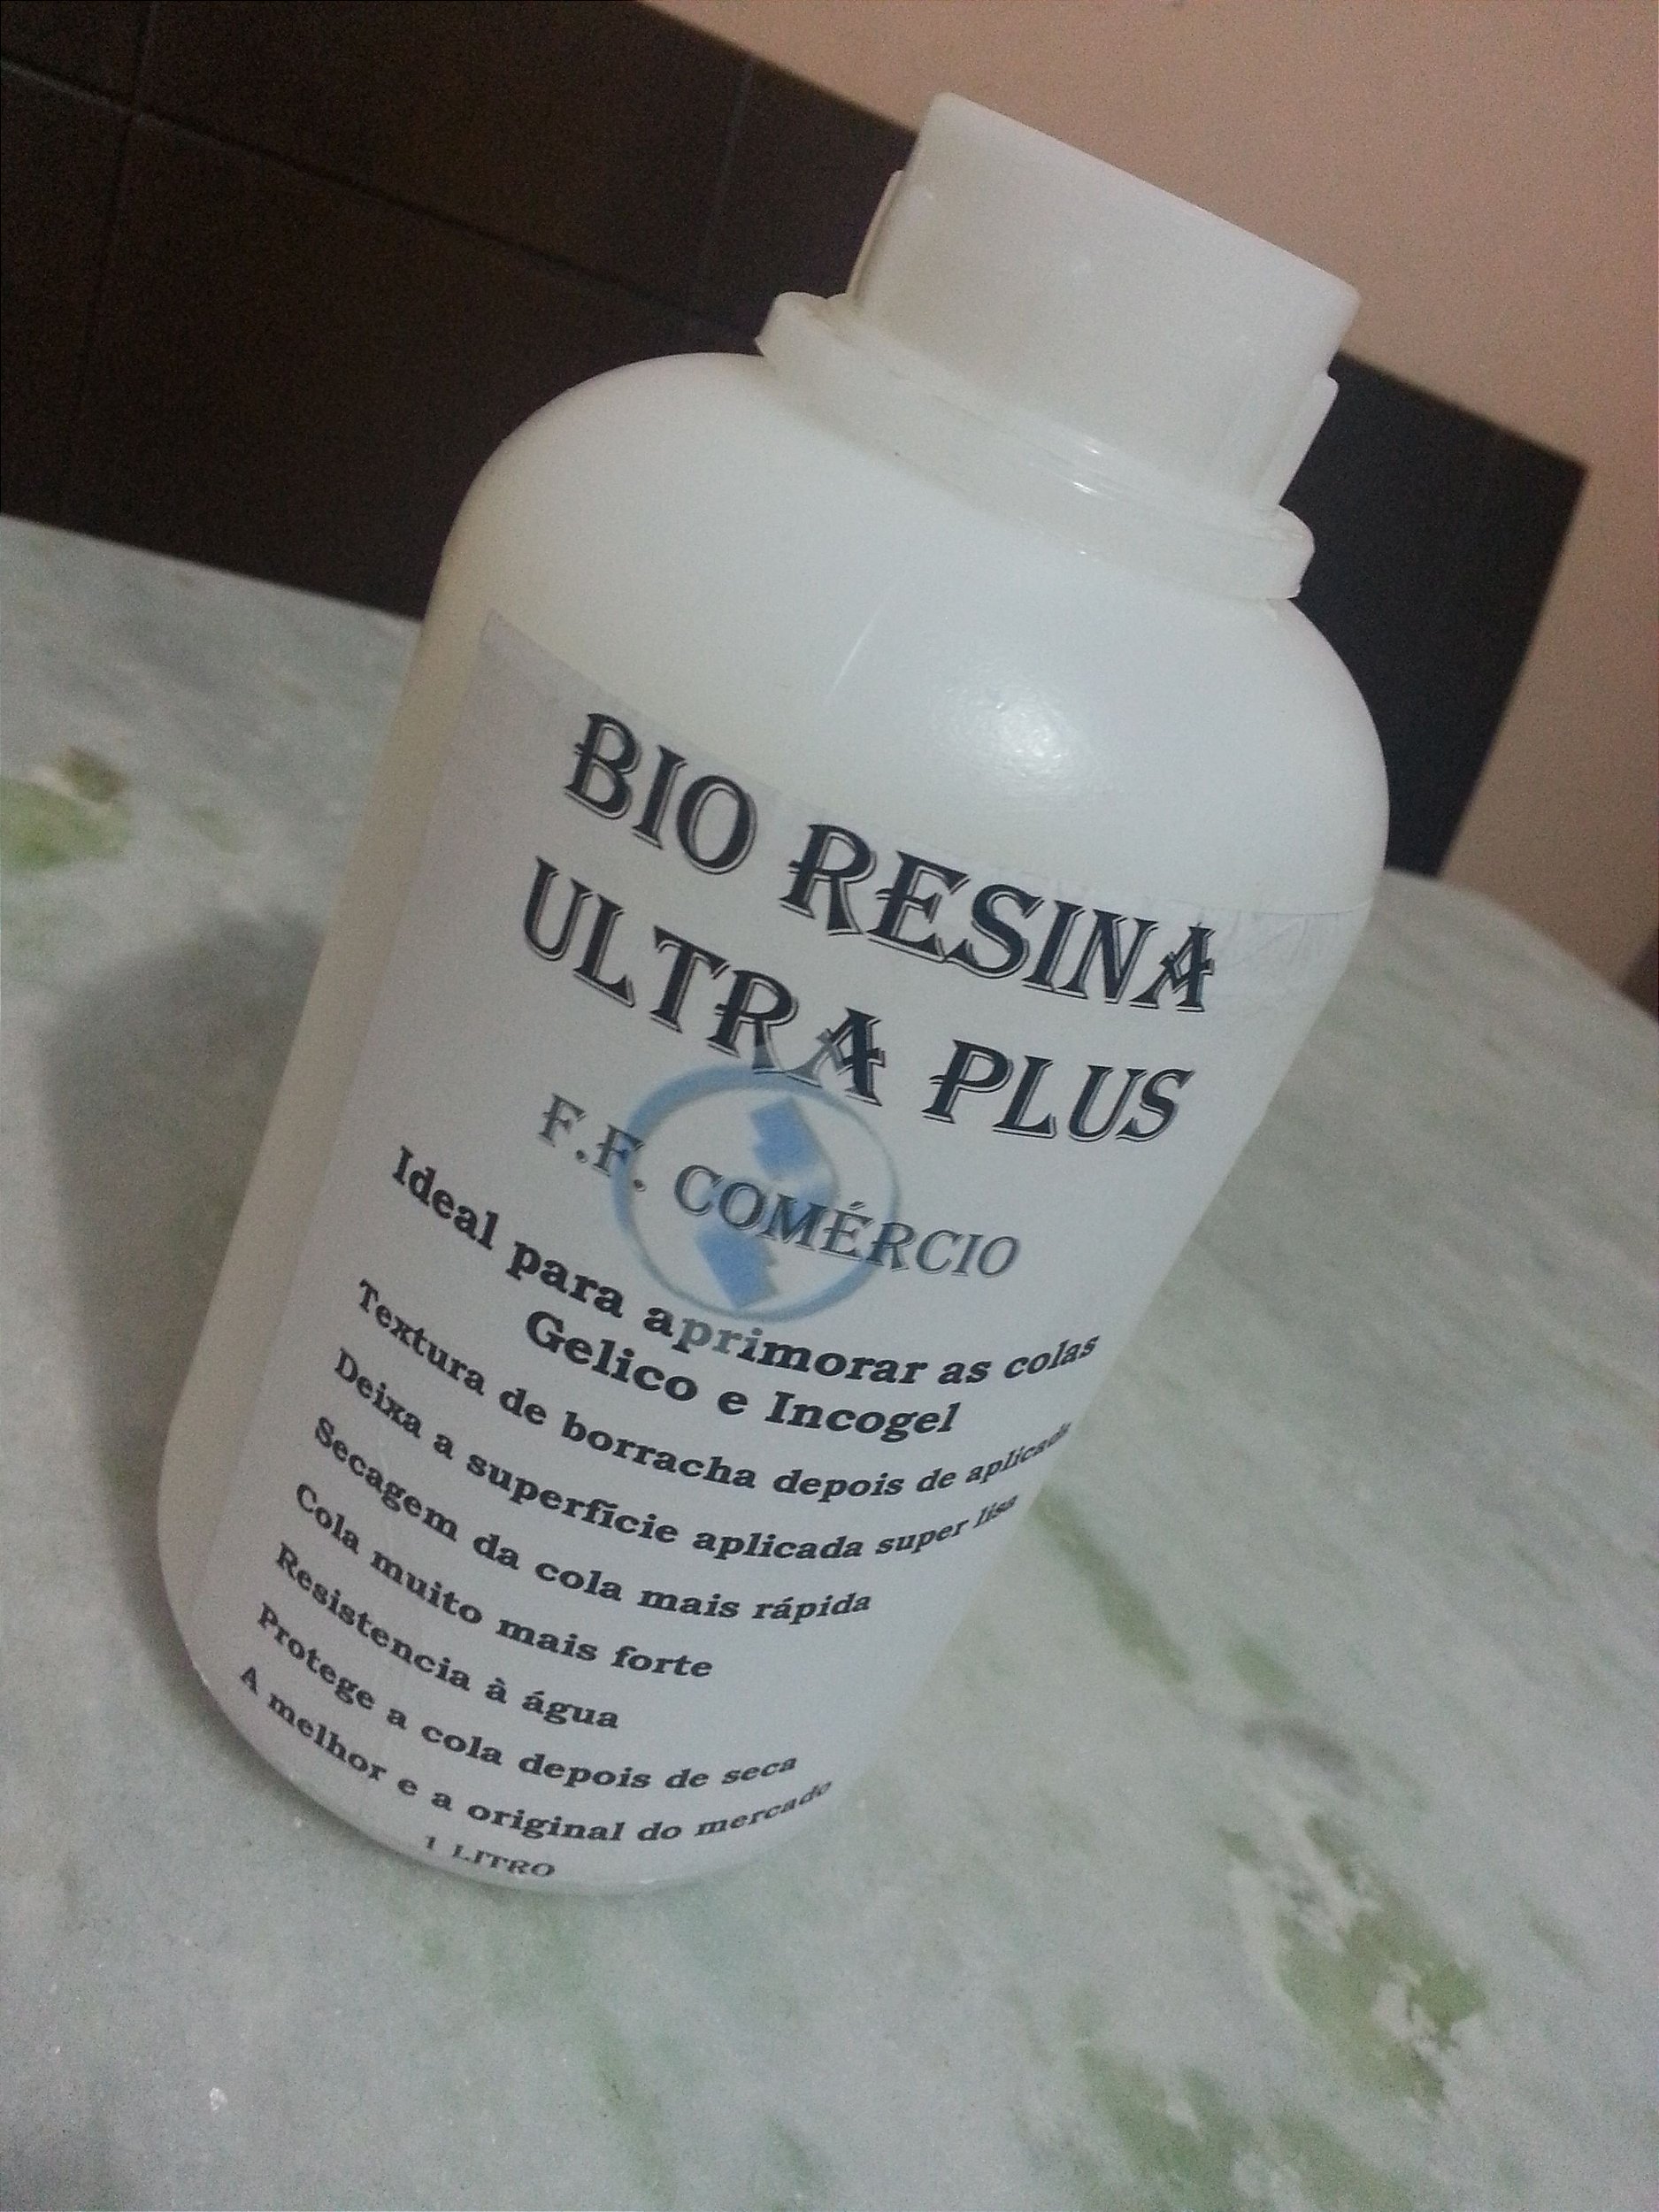 BIO RESINA
ULTRA PLUS
F.F. COMÉRCIO
Ideal para aprimorar as colas
Gelico e Incogel
Textura de borracha depois de aplicada
Deixa a superfície aplicada super lisa
Secagem da cola mais rápida
Cola muito mais forte
Resistencia à água
Protege a cola depois de seca
A melhor e a original do mercado
1 LITRO